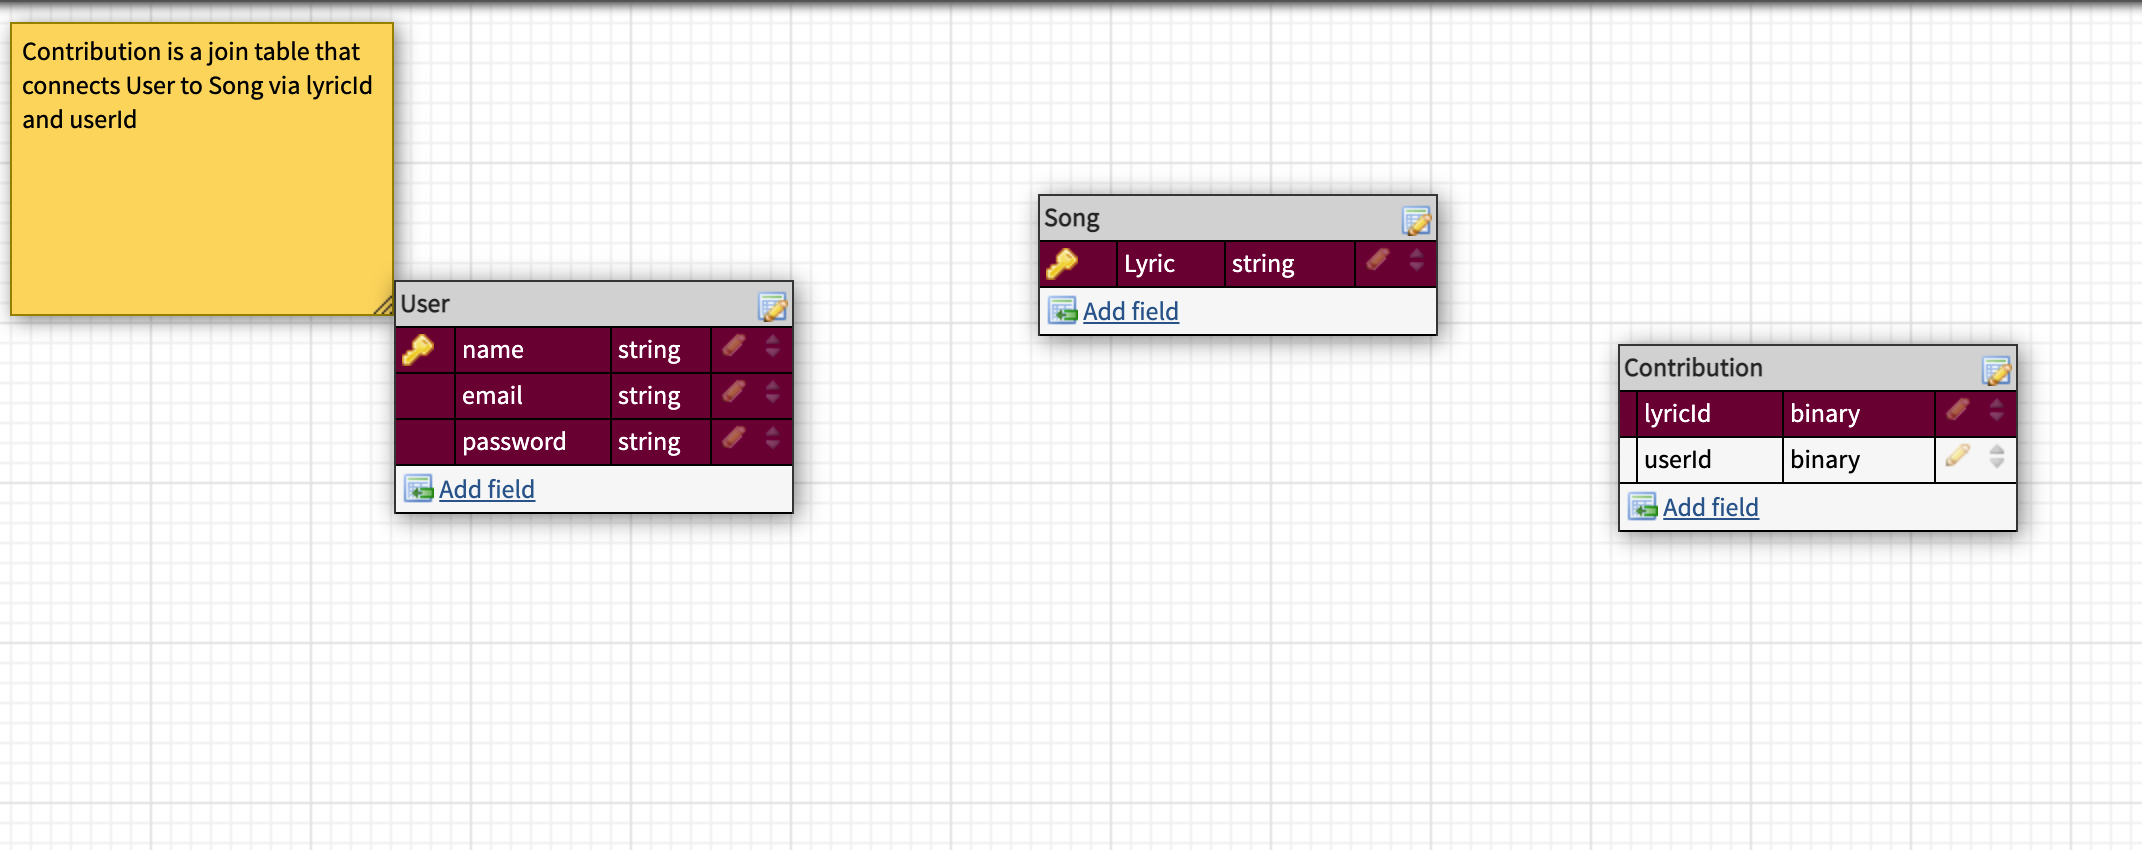 Contribution is a join table that
connects User to Song via lyricId
and userId
User
name string
email string
password string
Add field
Song
Lyric string
Add field
Contribution
lyricId binary
userId binary
Add field